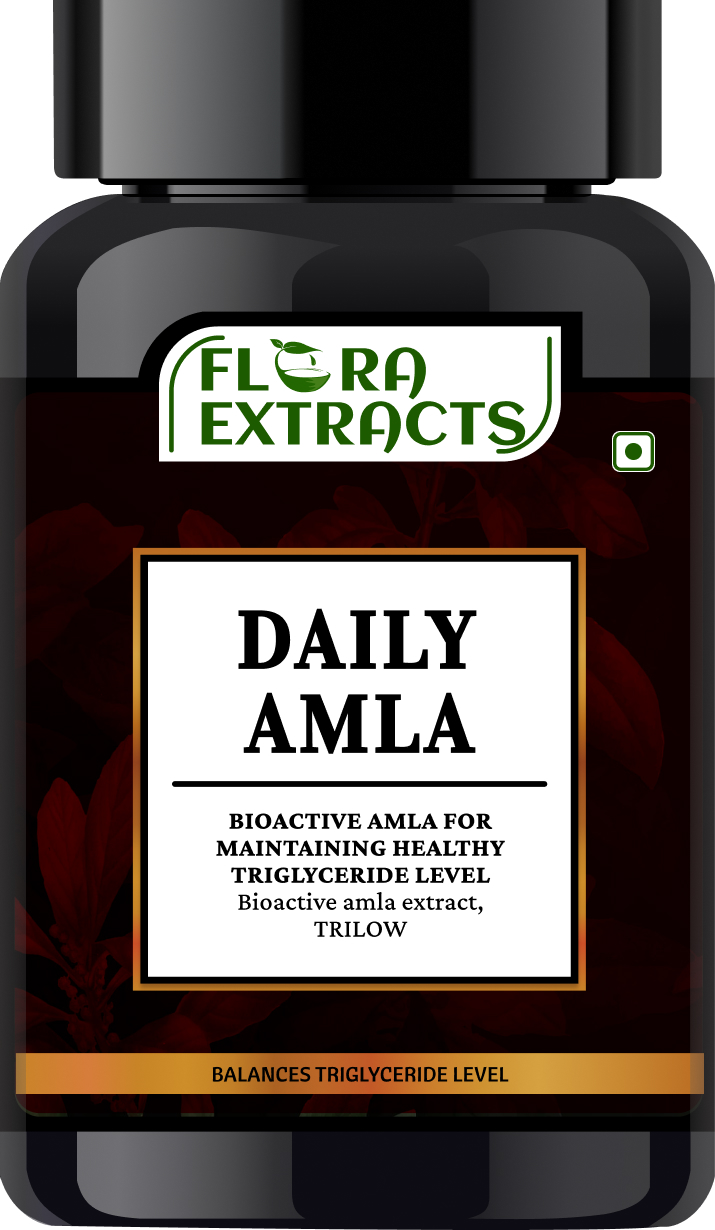 FLORA
EXTRACTS
DAILY
AMLA
BIOACTIVE AMLA FOR
MAINTAINING HEALTHY
TRIGLYCERIDE LEVEL
Bioactive amla extract,
TRILOW
BALANCES TRIGLYCERIDE LEVEL